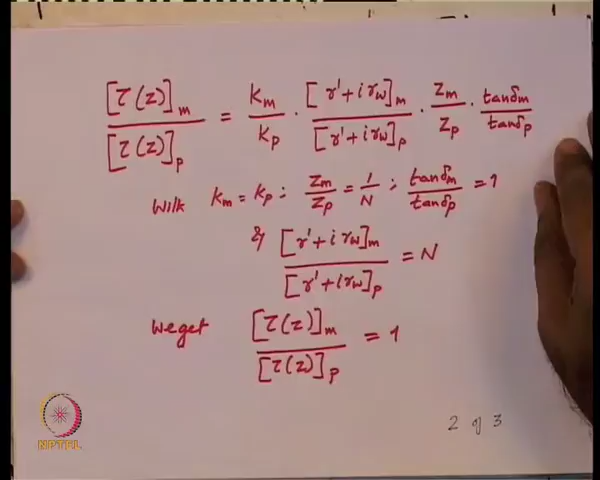 [τ(z)]m / [τ(z)]p = Km / Kp · [γ'+iγw]m / [γ'+iγw]p · Zm / Zp · tanδm / tanδp
With Km = Kp ; Zm / Zp = 1 / N ; tanδm / tanδp = 1
& [γ'+iγw]m / [γ'+iγw]p = N
we get [τ(z)]m / [τ(z)]p = 1
2 of 3
NPTEL